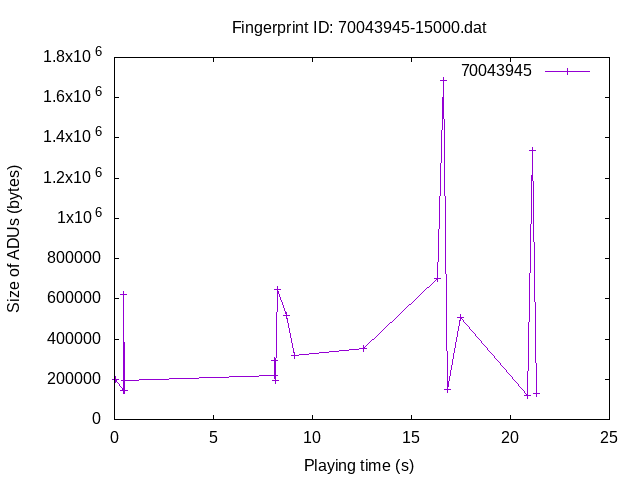 Fingerprint ID: 70043945-15000.dat
70043945
Size of ADUs (bytes)
1.8x10^6
1.6x10^6
1.4x10^6
1.2x10^6
1x10^6
800000
600000
400000
200000
0
0 5 10 15 20 25
Playing time (s)